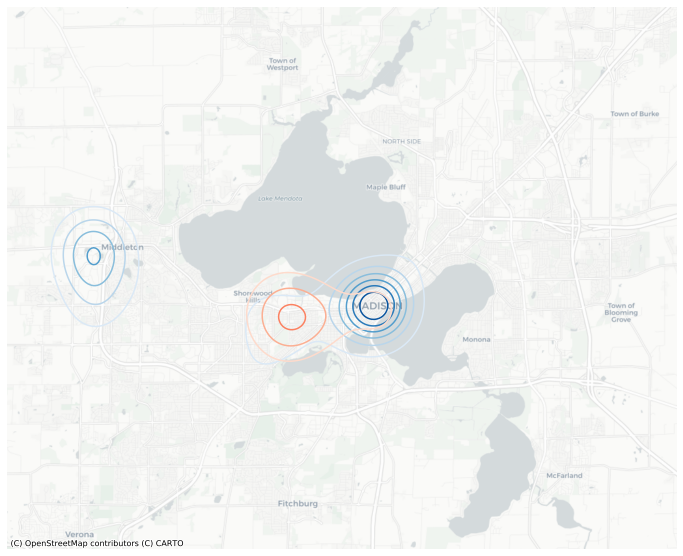 Town of
Westport
Town of Burke
NORTH SIDE
Maple Bluff
Lake Mendota
Middleton
Shorewood
Hills
MADISON
Town of
Blooming
Grove
Monona
McFarland
Fitchburg
Verona
(C) OpenStreetMap contributors (C) CARTO